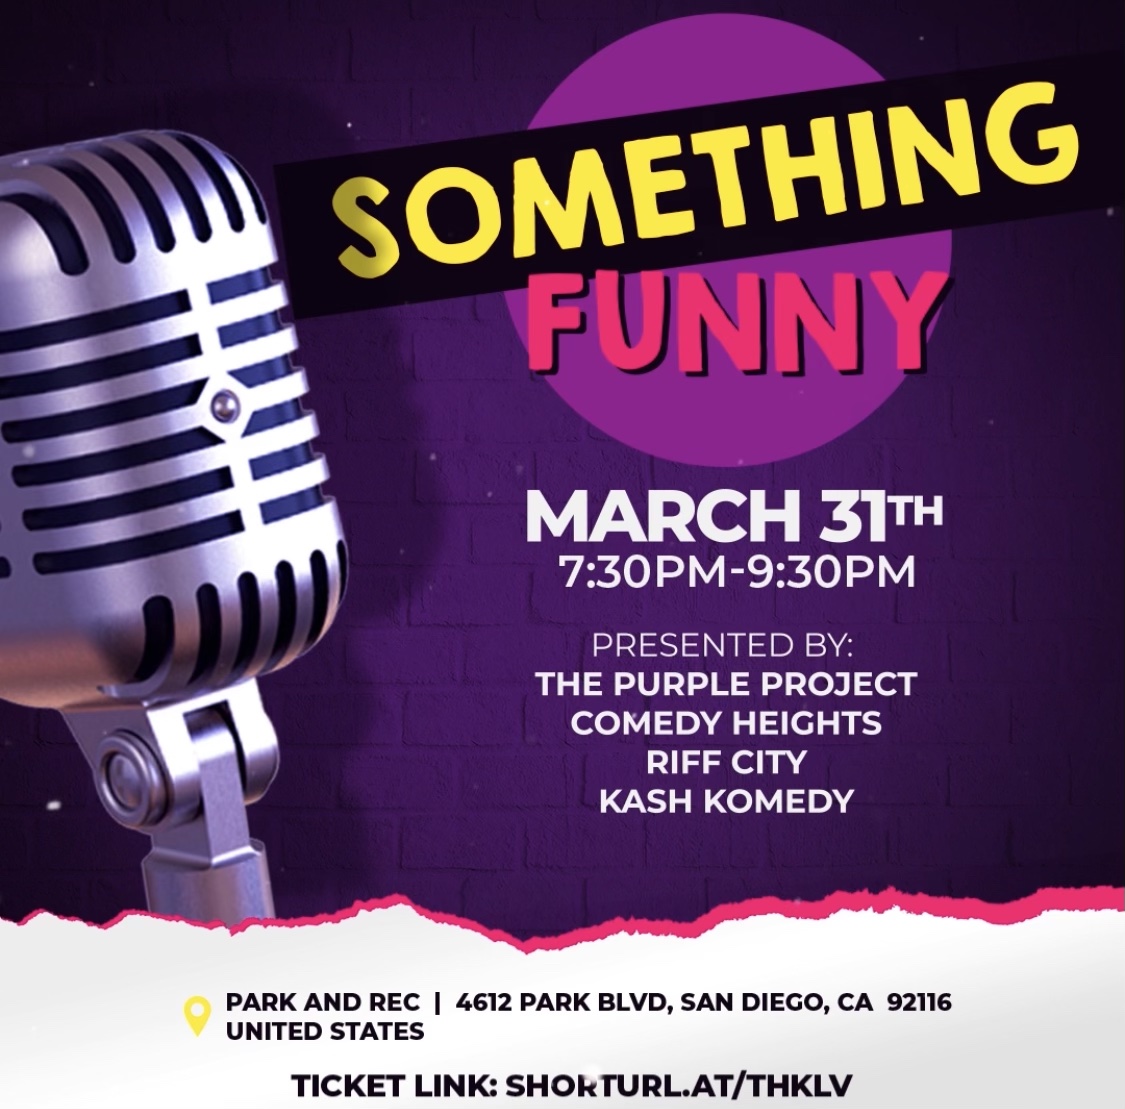 SOMETHING
FUNNY
MARCH 31TH
7:30PM-9:30PM
PRESENTED BY:
THE PURPLE PROJECT
COMEDY HEIGHTS
RIFF CITY
KASH KOMEDY
PARK AND REC | 4612 PARK BLVD, SAN DIEGO, CA 92116
UNITED STATES
TICKET LINK: SHORTURL.AT/THKLV